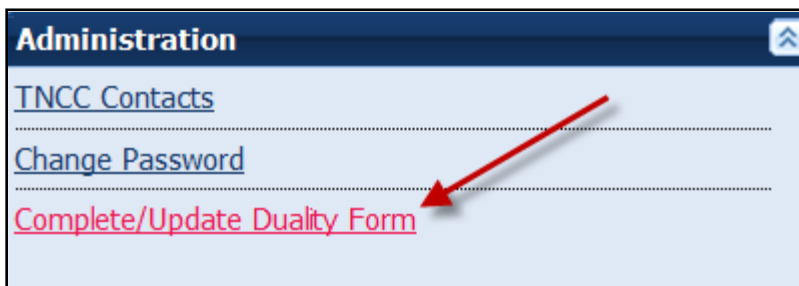 Administration
TNCC Contacts
Change Password
Complete/Update Duality Form